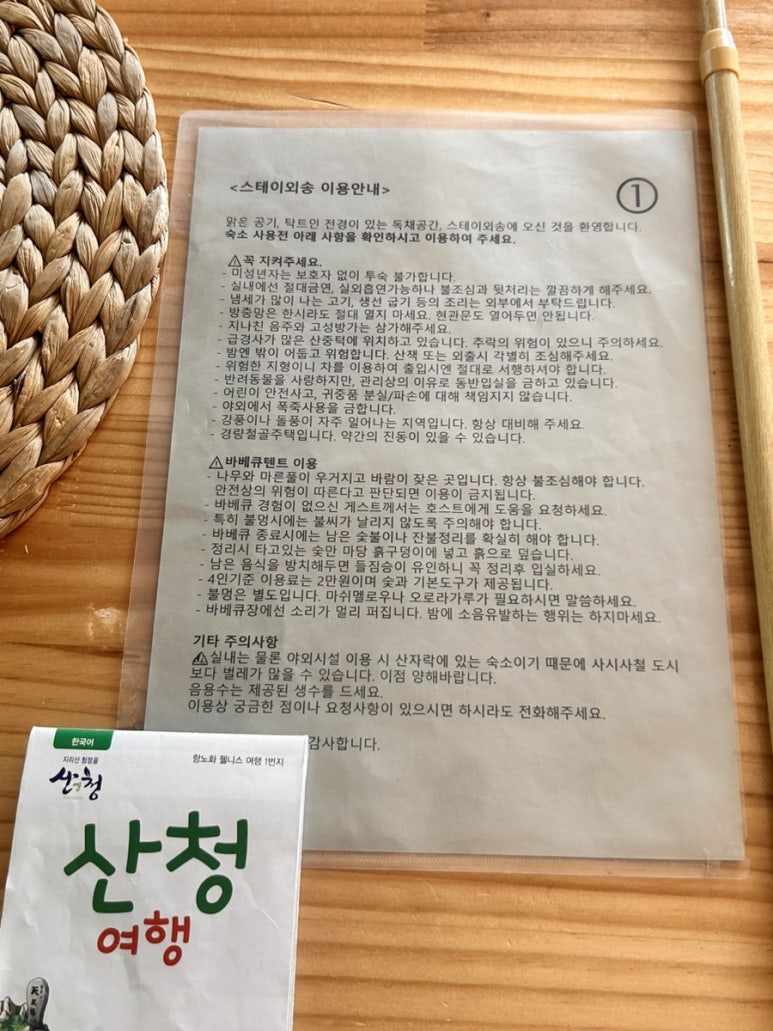 <스테이외송 이용안내>
①
맑은 공기, 탁트인 전경이 있는 독채공간, 스테이외송에 오신 것을 환영합니다.
숙소 사용전 아래 사항을 확인하시고 이용하여 주세요.
⚠꼭 지켜주세요.
- 미성년자는 보호자 없이 투숙 불가합니다.
- 실내에선 절대금연, 실외흡연가능하나 불조심과 뒷처리는 깔끔하게 해주세요.
- 냄세가 많이 나는 고기, 생선 굽기 등의 조리는 외부에서 부탁드립니다.
- 방충망은 한시라도 절대 열지 마세요. 현관문도 열어두면 안됩니다.
- 지나친 음주와 고성방가는 삼가해주세요.
- 급경사가 많은 산중턱에 위치하고 있습니다. 추락의 위험이 있으니 주의하세요.
- 밤엔 밖이 어둡고 위험합니다. 산책 또는 외출시 각별히 조심해주세요.
- 위험한 지형이니 차를 이용하여 출입시엔 절대로 서행하셔야 합니다.
- 반려동물을 사랑하지만, 관리상의 이유로 동반입실을 금하고 있습니다.
- 어린이 안전사고, 귀중품 분실/파손에 대해 책임지지 않습니다.
- 야외에서 폭죽사용을 금합니다.
- 강풍이나 돌풍이 자주 일어나는 지역입니다. 항상 대비해 주세요.
- 경량철골주택입니다. 약간의 진동이 있을 수 있습니다.
⚠바베큐텐트 이용
- 나무와 마른풀이 우거지고 바람이 잦은 곳입니다. 항상 불조심해야 합니다.
안전상의 위험이 따른다고 판단되면 이용이 금지됩니다.
- 바베큐 경험이 없으신 게스트께서는 호스트에게 도움을 요청하세요.
- 특히 불멍시에는 불씨가 날리지 않도록 주의해야 합니다.
- 바베큐 종료시에는 남은 숯불이나 잔불정리를 확실히 해야 합니다.
- 정리시 타고있는 숯만 마당 흙구덩이에 넣고 흙으로 덮습니다.
- 남은 음식을 방치해두면 들짐승이 유인하니 꼭 정리후 입실하세요.
- 4인기준 이용료는 2만원이며 숯과 기본도구가 제공됩니다.
- 불멍은 별도입니다. 마쉬멜로우나 오로라가루가 필요하시면 말씀하세요.
- 바베큐장에선 소리가 멀리 퍼집니다. 밤에 소음유발하는 행위는 하지마세요.
기타 주의사항
⚠실내는 물론 야외시설 이용 시 산자락에 있는 숙소이기 때문에 사시사철 도시
보다 벌레가 많을 수 있습니다. 이점 양해바랍니다.
음용수는 제공된 생수를 드세요.
이용상 궁금한 점이나 요청사항이 있으시면 하시라도 전화해주세요.
감사합니다.
한국어
지리산 청정골
산청
항노화 웰니스 여행 1번지
산청
여행